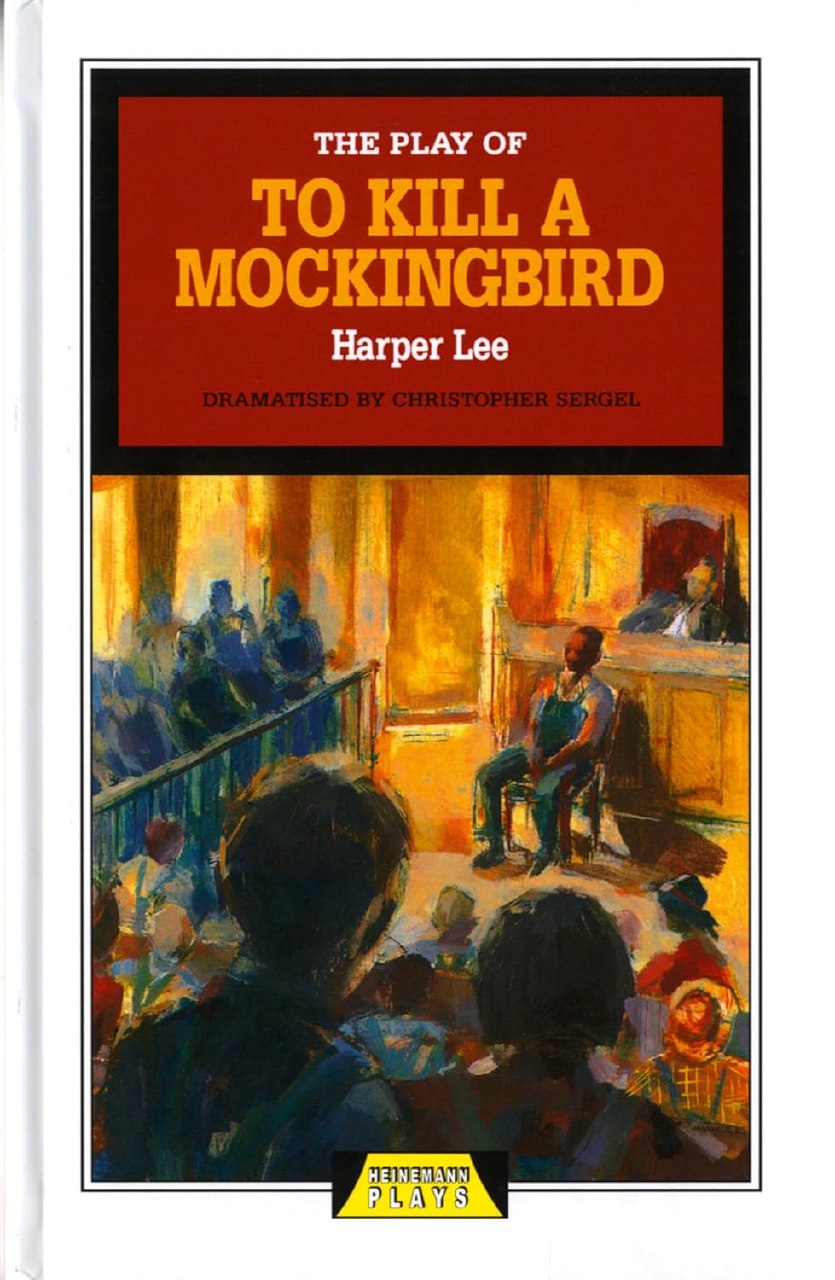 THE PLAY OF
TO KILL A
MOCKINGBIRD
Harper Lee
DRAMATISED BY CHRISTOPHER SERGEL
HEINEMANN
PLAYS